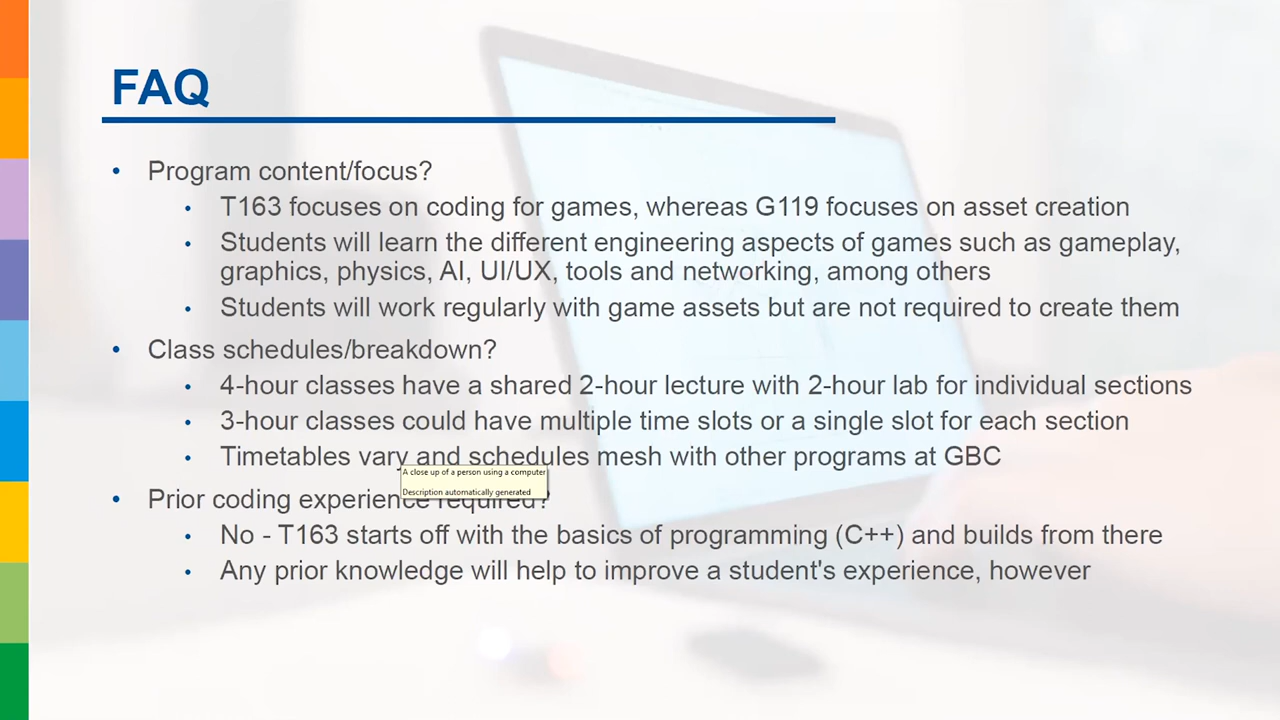 FAQ
• Program content/focus?
• T163 focuses on coding for games, whereas G119 focuses on asset creation
• Students will learn the different engineering aspects of games such as gameplay,
graphics, physics, AI, UI/UX, tools and networking, among others
• Students will work regularly with game assets but are not required to create them
• Class schedules/breakdown?
• 4-hour classes have a shared 2-hour lecture with 2-hour lab for individual sections
• 3-hour classes could have multiple time slots or a single slot for each section
• Timetables vary and schedules mesh with other programs at GBC
A close up of a person using a computer
Description automatically generated
• Prior coding experience required?
• No - T163 starts off with the basics of programming (C++) and builds from there
• Any prior knowledge will help to improve a student's experience, however